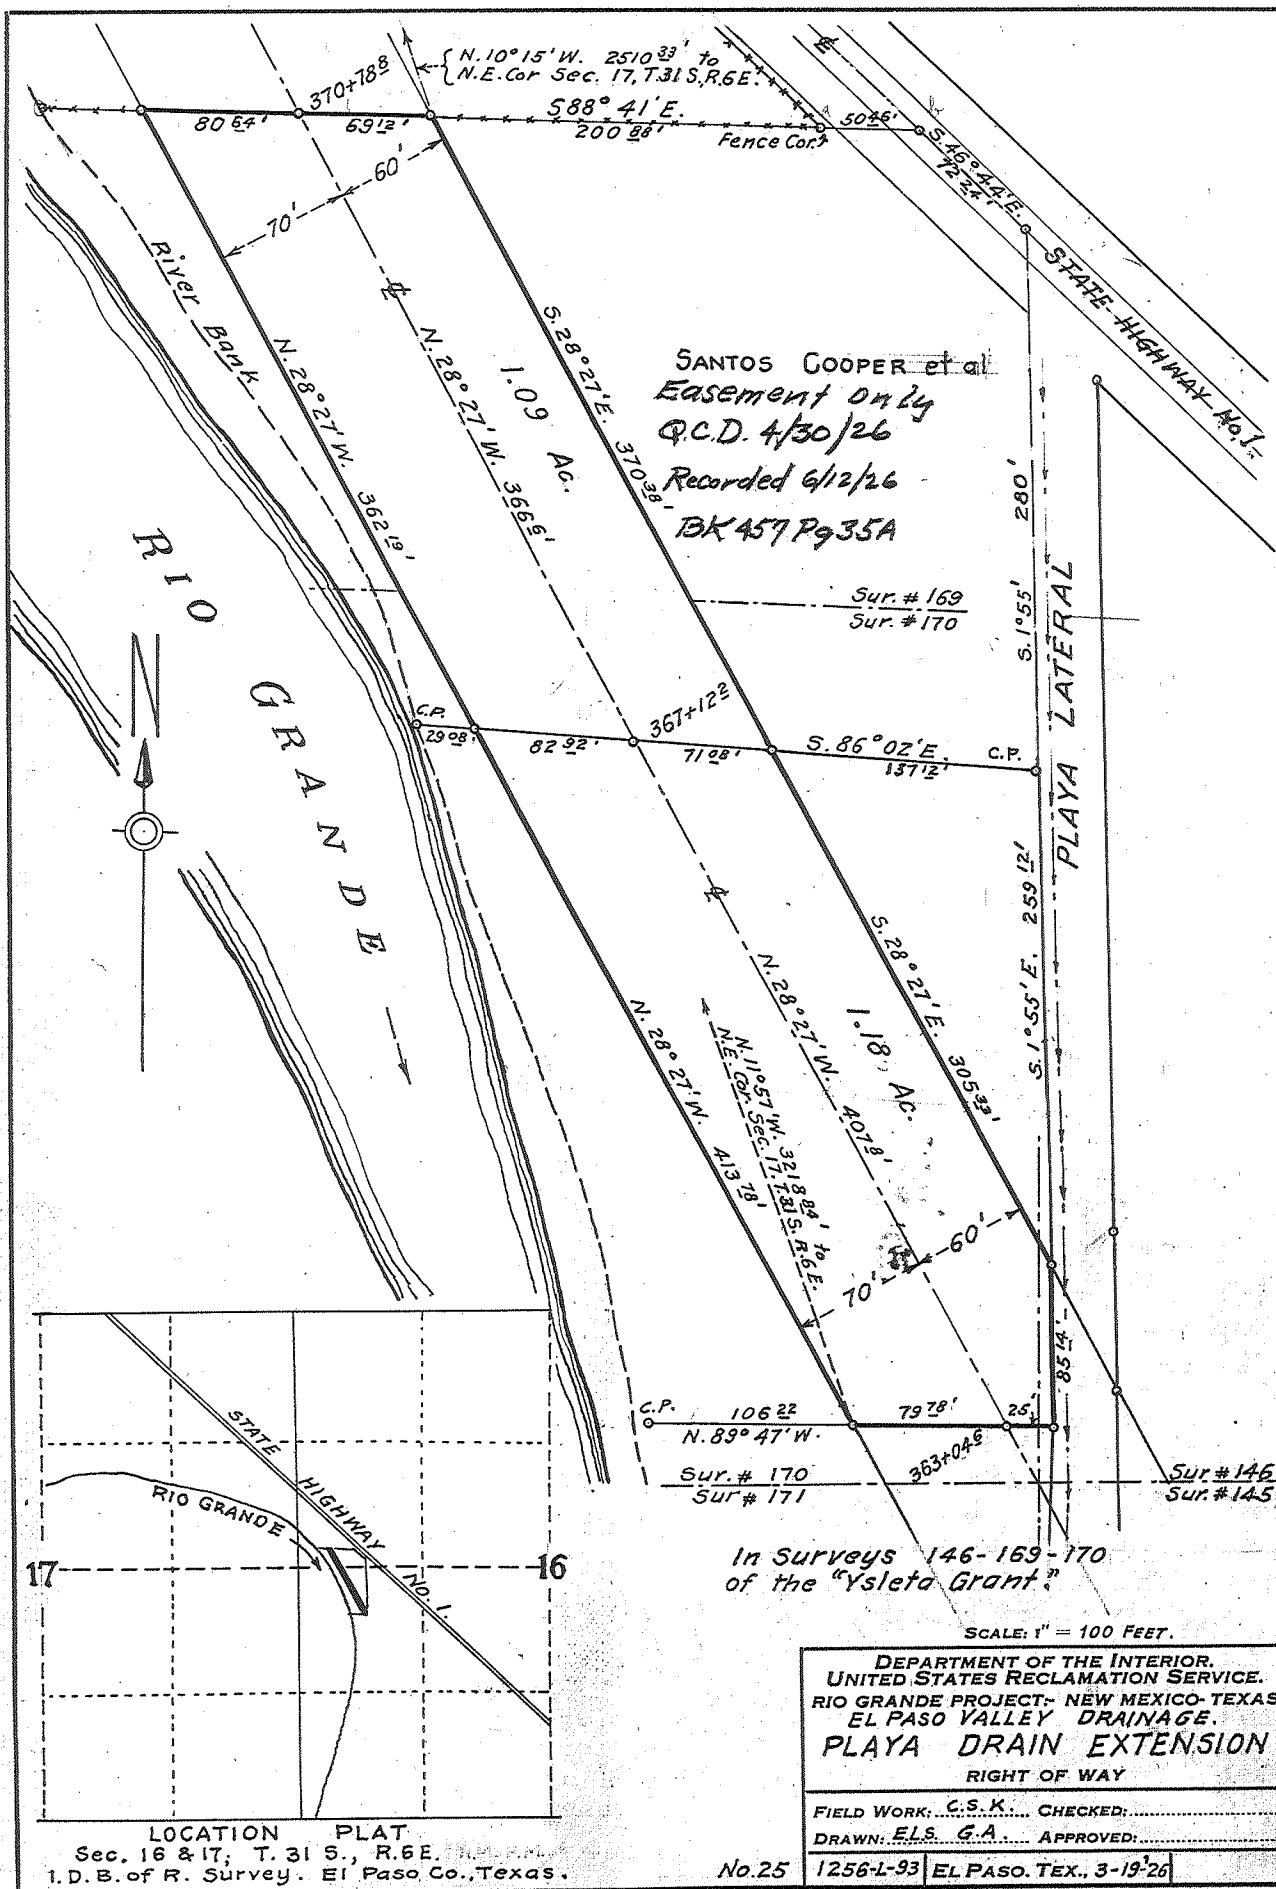 N. 10° 15' W. 2510 33' to
N.E. Cor Sec. 17, T.31 S, R.6E.
370+78 8
S 88° 41' E.
80 64'
69 12'
200 88'
Fence Cor.
50 46'
S. 46° 44' E.
72 24'
STATE HIGHWAY No. 1.
60'
70'
River Bank
℄
N. 28° 27' W. 362 19'
N. 28° 27' W. 366 6'
1.09 Ac.
S. 28° 27' E. 370 38'
SANTOS COOPER et al
Easement only
Q.C.D. 4/30/26
Recorded 6/12/26
BK 457 Pg 35A
S. 1° 55' 280'
Sur. # 169
Sur. # 170
PLAYA LATERAL
RIO GRANDE
N
C.P.
29 08'
82 92'
367+12 2
71 08'
S. 86° 02' E.
137 12'
C.P.
S. 1° 55' E. 259 12'
℄
S. 28° 27' E. 305 33'
N. 28° 27' W. 407 8'
1.18 Ac.
N. 11° 57' W. 3218 84' to
N.E. Cor. Sec. 17, T.31 S. R.6 E.
N. 28° 27' W. 413 78'
60'
70'
85 14'
C.P.
106 22
N. 89° 47' W.
79 78'
25'
363+04 6
Sur. # 170
Sur # 171
Sur # 146
Sur. # 145
In Surveys 146-169-170
of the "Ysleta Grant."
STATE HIGHWAY No. 1.
RIO GRANDE
17
16
LOCATION PLAT
Sec. 16 & 17; T. 31 S., R.6E.
I.D.B. of R. Survey. El Paso Co., Texas.
SCALE: 1" = 100 FEET.
DEPARTMENT OF THE INTERIOR.
UNITED STATES RECLAMATION SERVICE.
RIO GRANDE PROJECT:- NEW MEXICO-TEXAS
EL PASO VALLEY DRAINAGE.
PLAYA DRAIN EXTENSION
RIGHT OF WAY
FIELD WORK: C.S.K. CHECKED:
DRAWN: ELS. G.A. APPROVED:
No. 25
1256-L-93 EL PASO. TEX., 3-19-'26